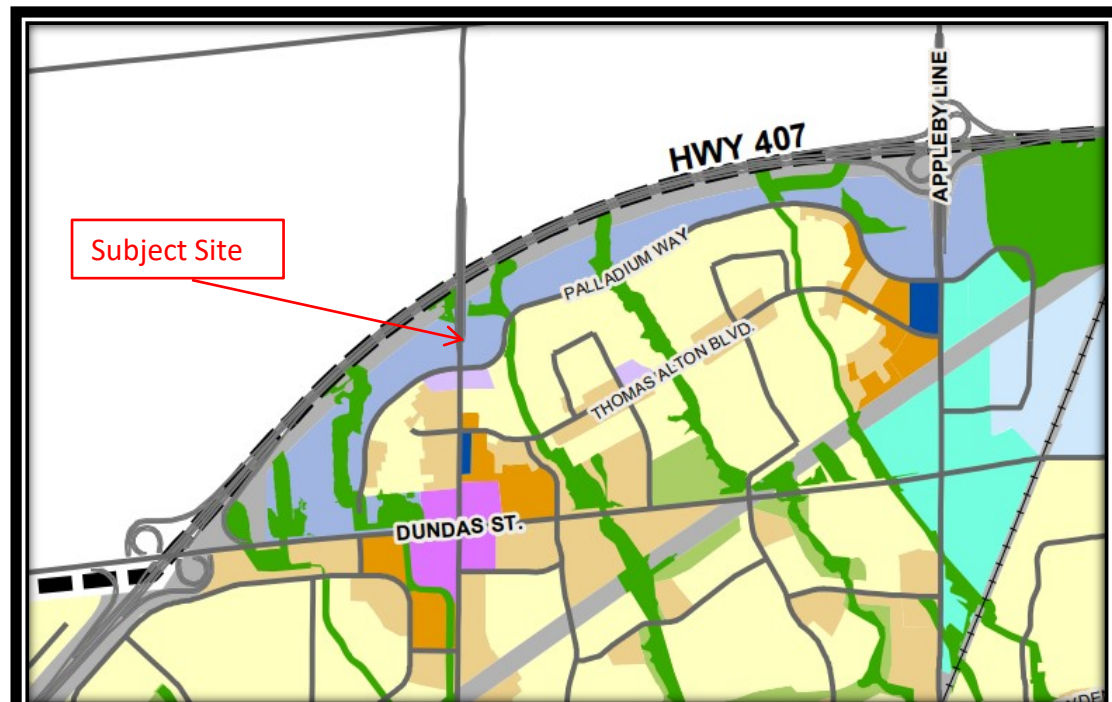 APPLEBY LINE
HWY 407
Subject Site
PALLADIUM WAY
THOMAS ALTON BLVD.
DUNDAS ST.